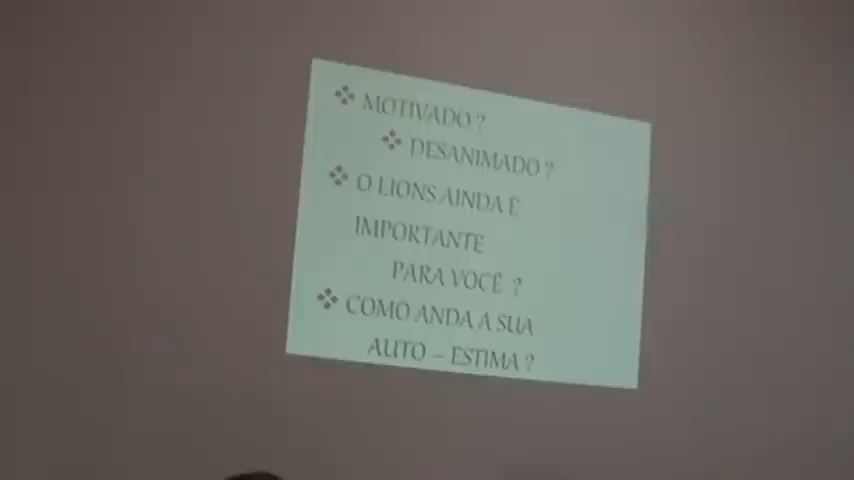 ❖ MOTIVADO ?
❖ DESANIMADO ?
❖ O LIONS AINDA É
IMPORTANTE
PARA VOCÊ ?
❖ COMO ANDA A SUA
AUTO – ESTIMA ?